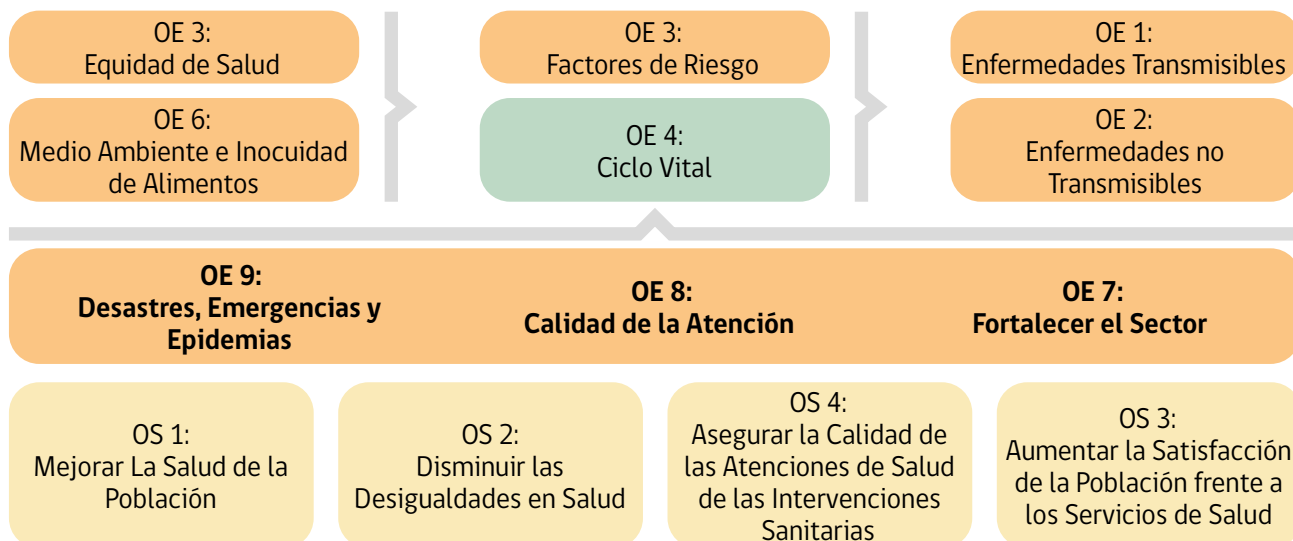 OE 3:
Equidad de Salud
OE 6:
Medio Ambiente e Inocuidad
de Alimentos
OE 3:
Factores de Riesgo
OE 4:
Ciclo Vital
OE 1:
Enfermedades Transmisibles
OE 2:
Enfermedades no
Transmisibles
OE 9:
Desastres, Emergencias y
Epidemias
OE 8:
Calidad de la Atención
OE 7:
Fortalecer el Sector
OS 1:
Mejorar La Salud de la
Población
OS 2:
Disminuir las
Desigualdades en Salud
OS 4:
Asegurar la Calidad de
las Atenciones de Salud
de las Intervenciones
Sanitarias
OS 3:
Aumentar la Satisfacción
de la Población frente a
los Servicios de Salud